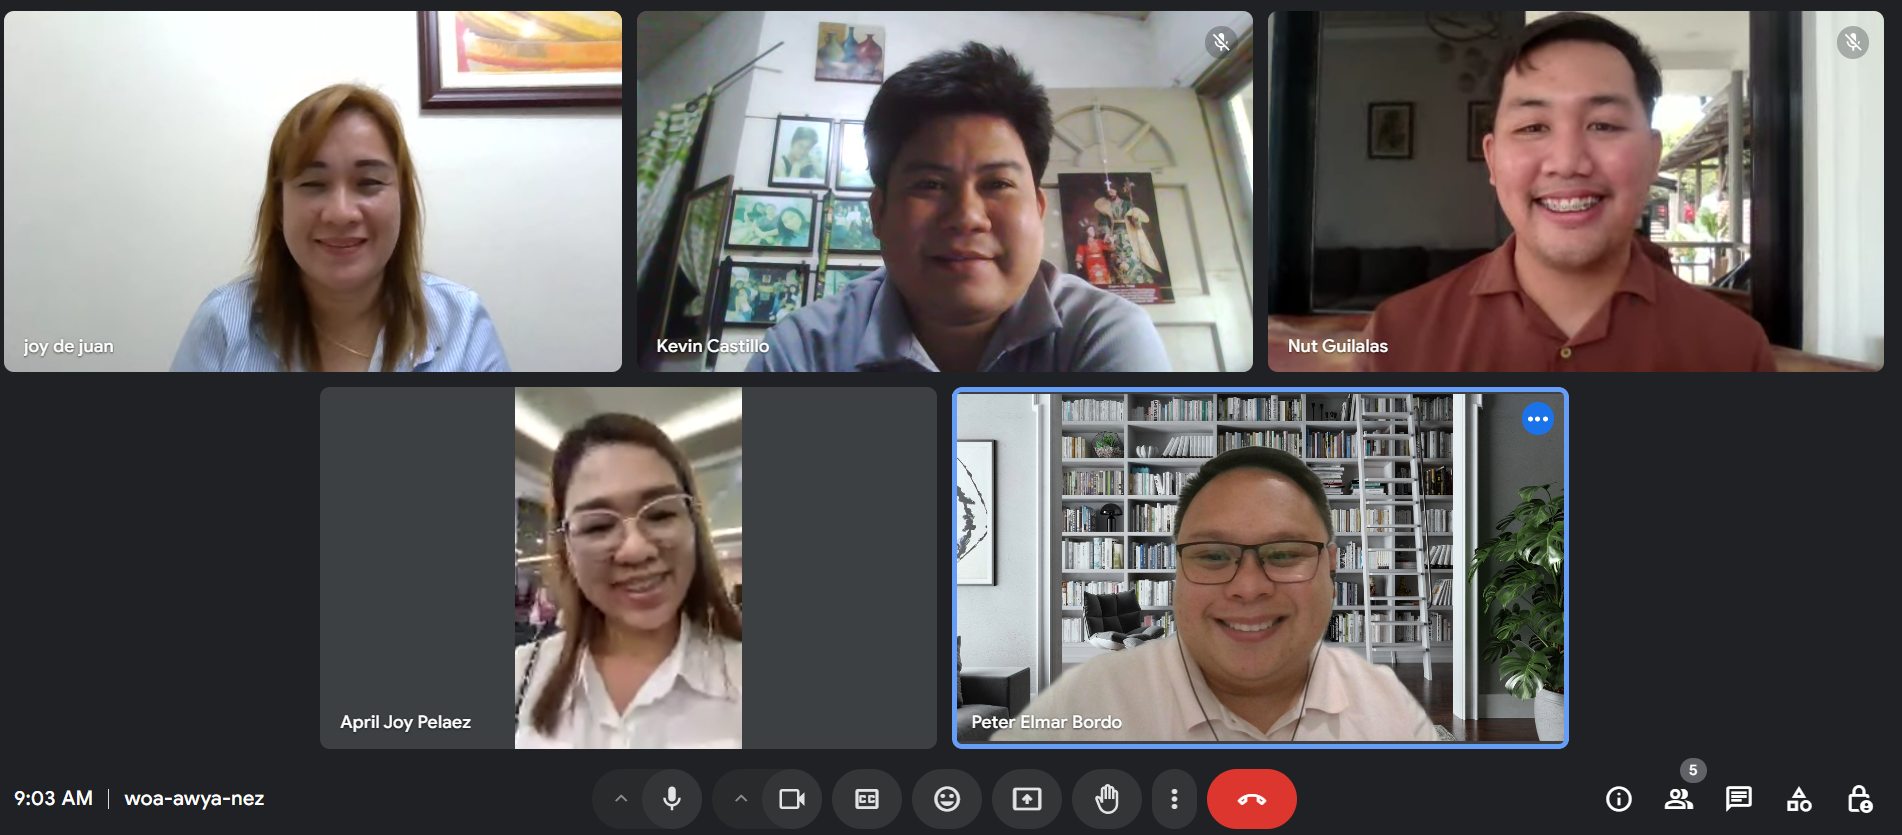 joy de juan
Kevin Castillo
Nut Guilalas
April Joy Pelaez
Peter Elmar Bordo
9:03 AM | woa-awya-nez
CC
5